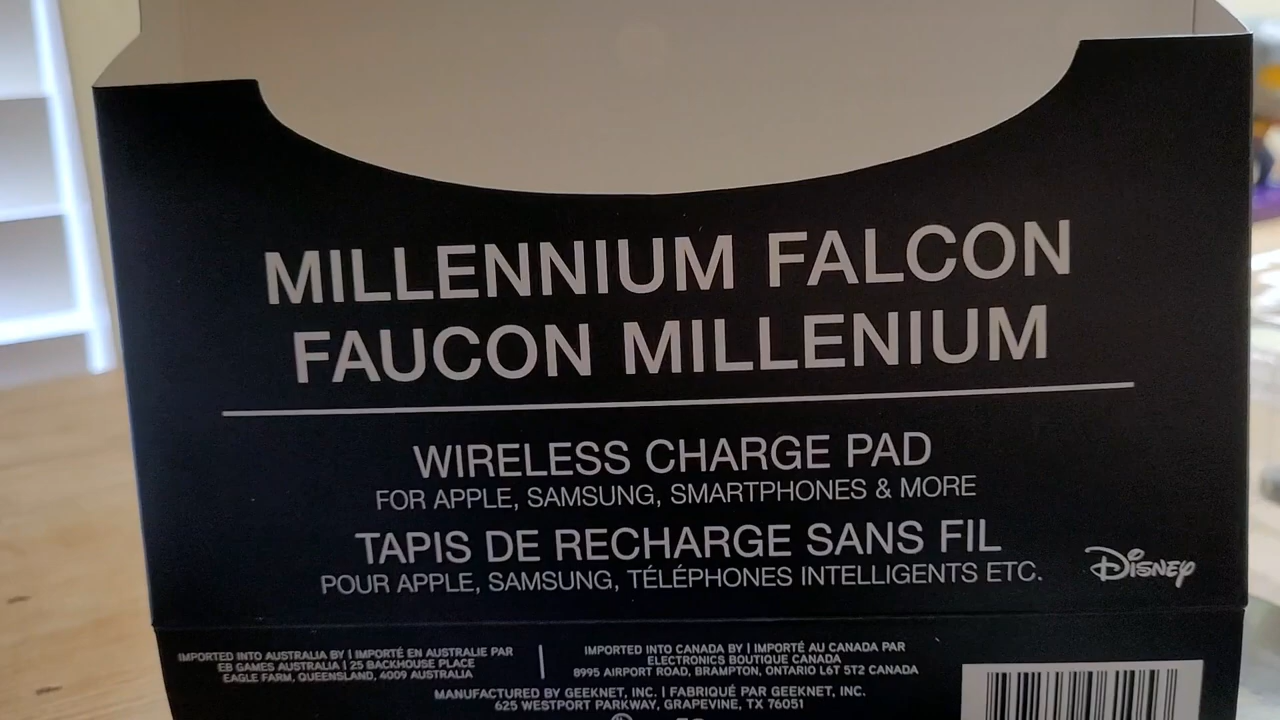 MILLENNIUM FALCON
FAUCON MILLENIUM
WIRELESS CHARGE PAD
FOR APPLE, SAMSUNG, SMARTPHONES & MORE
TAPIS DE RECHARGE SANS FIL
POUR APPLE, SAMSUNG, TÉLÉPHONES INTELLIGENTS ETC.
Disney
IMPORTED INTO AUSTRALIA BY | IMPORTÉ EN AUSTRALIE PAR
EB GAMES AUSTRALIA | 25 BACKHOUSE PLACE
EAGLE FARM, QUEENSLAND, 4009 AUSTRALIA
IMPORTED INTO CANADA BY | IMPORTÉ AU CANADA PAR
ELECTRONICS BOUTIQUE CANADA
8995 AIRPORT ROAD, BRAMPTON, ONTARIO L6T 5T2 CANADA
MANUFACTURED BY GEEKNET, INC. | FABRIQUÉ PAR GEEKNET, INC.
625 WESTPORT PARKWAY, GRAPEVINE, TX 76051